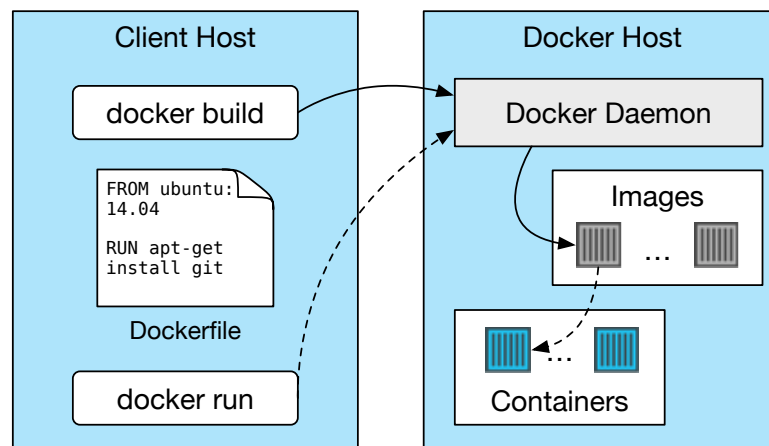 Client Host
docker build
FROM ubuntu:
14.04
RUN apt-get
install git
Dockerfile
docker run
Docker Host
Docker Daemon
Images
...
...
Containers